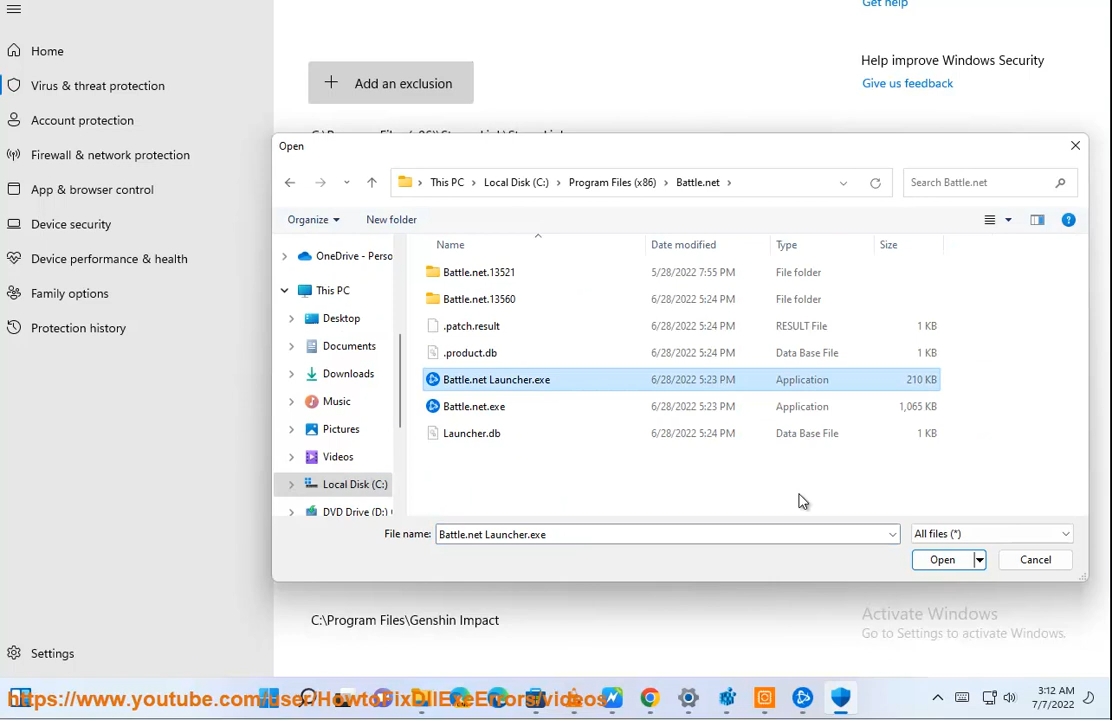 Get help
Home
Help improve Windows Security
Virus & threat protection
Add an exclusion
Give us feedback
Account protection
Open
Firewall & network protection
This PC > Local Disk (C:) > Program Files (x86) > Battle.net >
Search Battle.net
App & browser control
Organize
New folder
Device security
Name
Date modified
Type
Size
Device performance & health
OneDrive - Perso
Battle.net.13521
5/28/2022 7:55 PM
File folder
Family options
This PC
Battle.net.13560
6/28/2022 5:24 PM
File folder
Protection history
Desktop
.patch.result
6/28/2022 5:24 PM
RESULT File
1 KB
Documents
.product.db
6/28/2022 5:24 PM
Data Base File
1 KB
Downloads
Battle.net Launcher.exe
6/28/2022 5:23 PM
Application
210 KB
Music
Battle.net.exe
6/28/2022 5:23 PM
Application
1,065 KB
Pictures
Launcher.db
6/28/2022 5:24 PM
Data Base File
1 KB
Videos
Local Disk (C:)
DVD Drive (D:)
File name:
Battle.net Launcher.exe
All files (*)
Open
Cancel
C:\Program Files\Genshin Impact
Activate Windows
Go to Settings to activate Windows.
Settings
https://www.youtube.com/user/HowtoFixDllExeErrors/videos
3:12 AM
7/7/2022